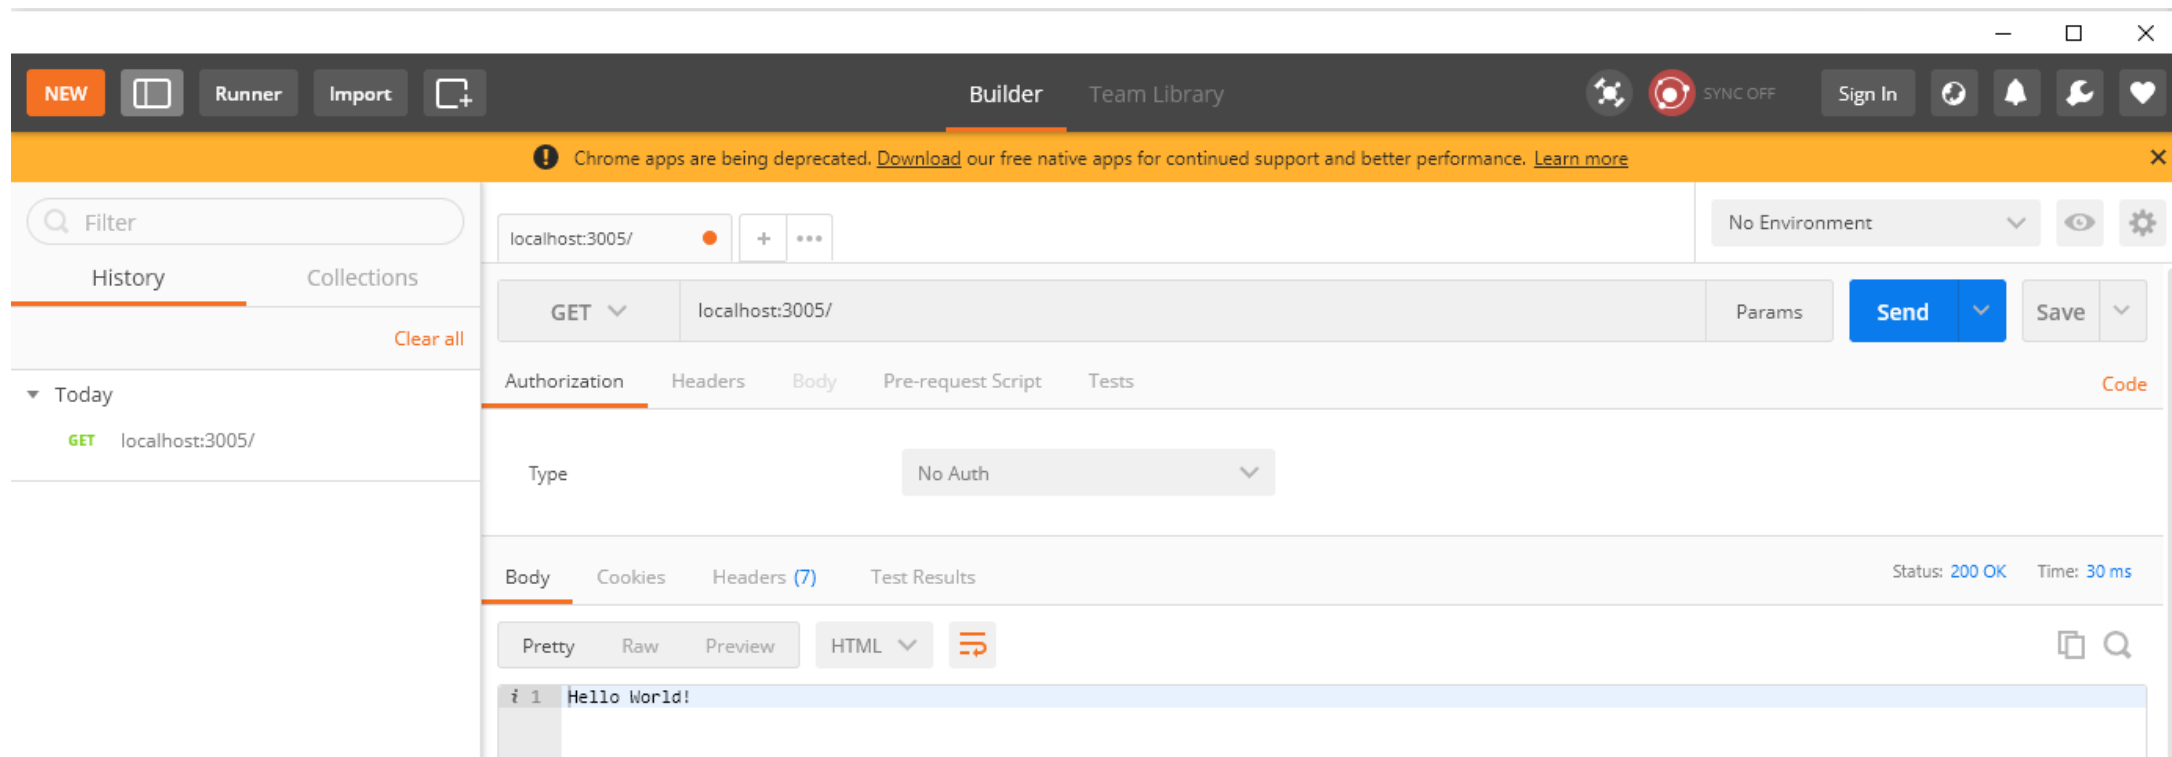 NEW Runner Import Builder Team Library SYNC OFF Sign In
Chrome apps are being deprecated. Download our free native apps for continued support and better performance. Learn more
Filter
History Collections
Clear all
Today
GET localhost:3005/
localhost:3005/ No Environment
GET localhost:3005/ Params Send Save
Authorization Headers Body Pre-request Script Tests Code
Type No Auth
Body Cookies Headers (7) Test Results Status: 200 OK Time: 30 ms
Pretty Raw Preview HTML
i 1 Hello World!